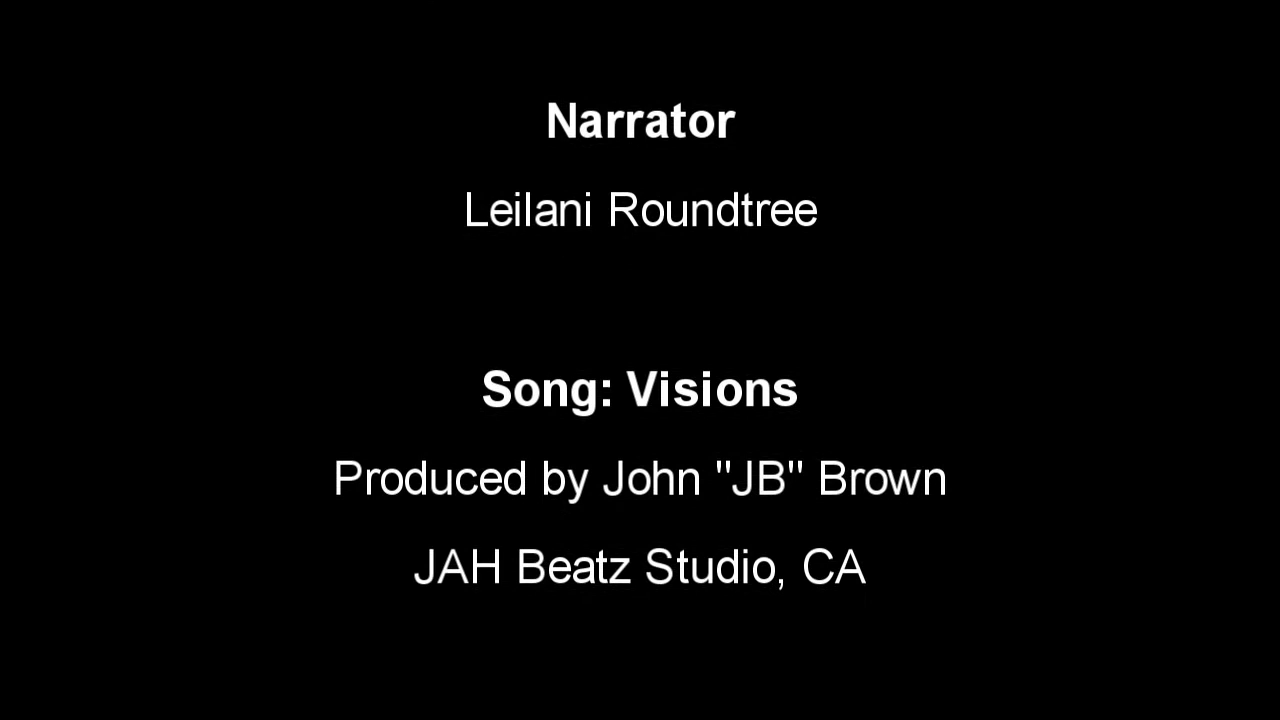 Narrator
Leilani Roundtree
Song: Visions
Produced by John "JB" Brown
JAH Beatz Studio, CA